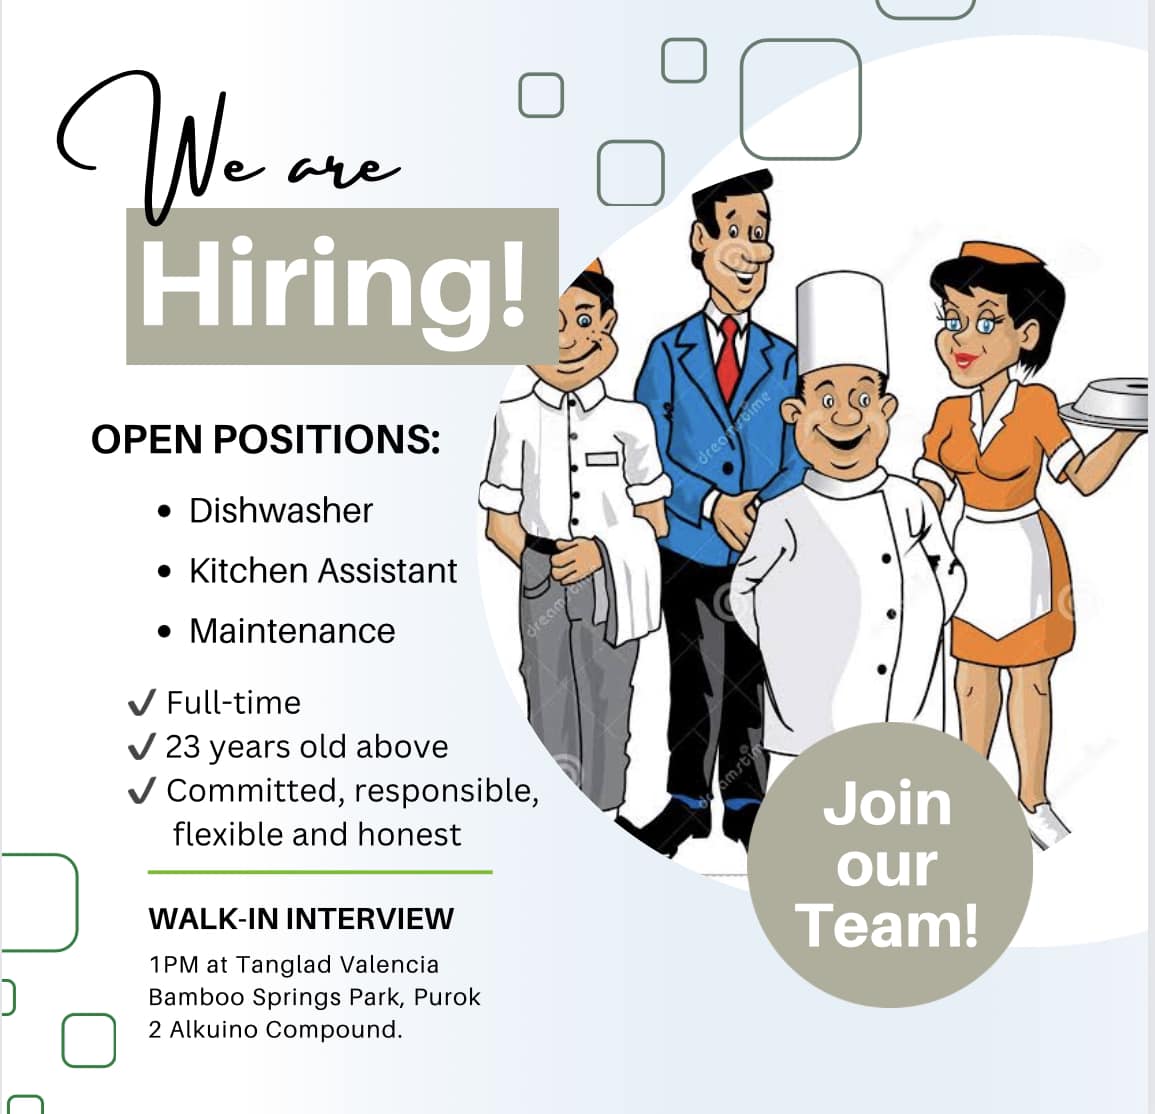 We are
Hiring!
OPEN POSITIONS:
• Dishwasher
• Kitchen Assistant
• Maintenance
✔ Full-time
✔ 23 years old above
✔ Committed, responsible,
flexible and honest
WALK-IN INTERVIEW
1PM at Tanglad Valencia
Bamboo Springs Park, Purok
2 Alkuino Compound.
dreamstime
Join
our
Team!